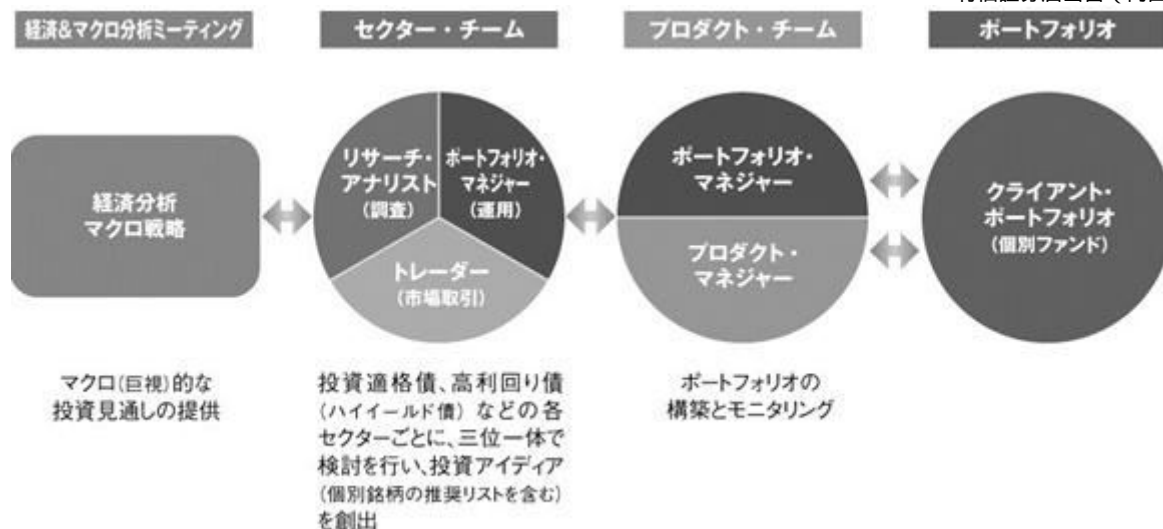 経済&マクロ分析ミーティング
セクター・チーム
プロダクト・チーム
ポートフォリオ
経済分析
マクロ戦略
リサーチ・
アナリスト
(調査)
ポートフォリオ・
マネジャー
(運用)
トレーダー
(市場取引)
ポートフォリオ・
マネジャー
プロダクト・
マネジャー
クライアント・
ポートフォリオ
(個別ファンド)
マクロ(巨視)的な
投資見通しの提供
投資適格債、高利回り債
(ハイイールド債)などの各
セクターごとに、三位一体で
検討を行い、投資アイディア
(個別銘柄の推奨リストを含む)
を創出
ポートフォリオの
構築とモニタリング